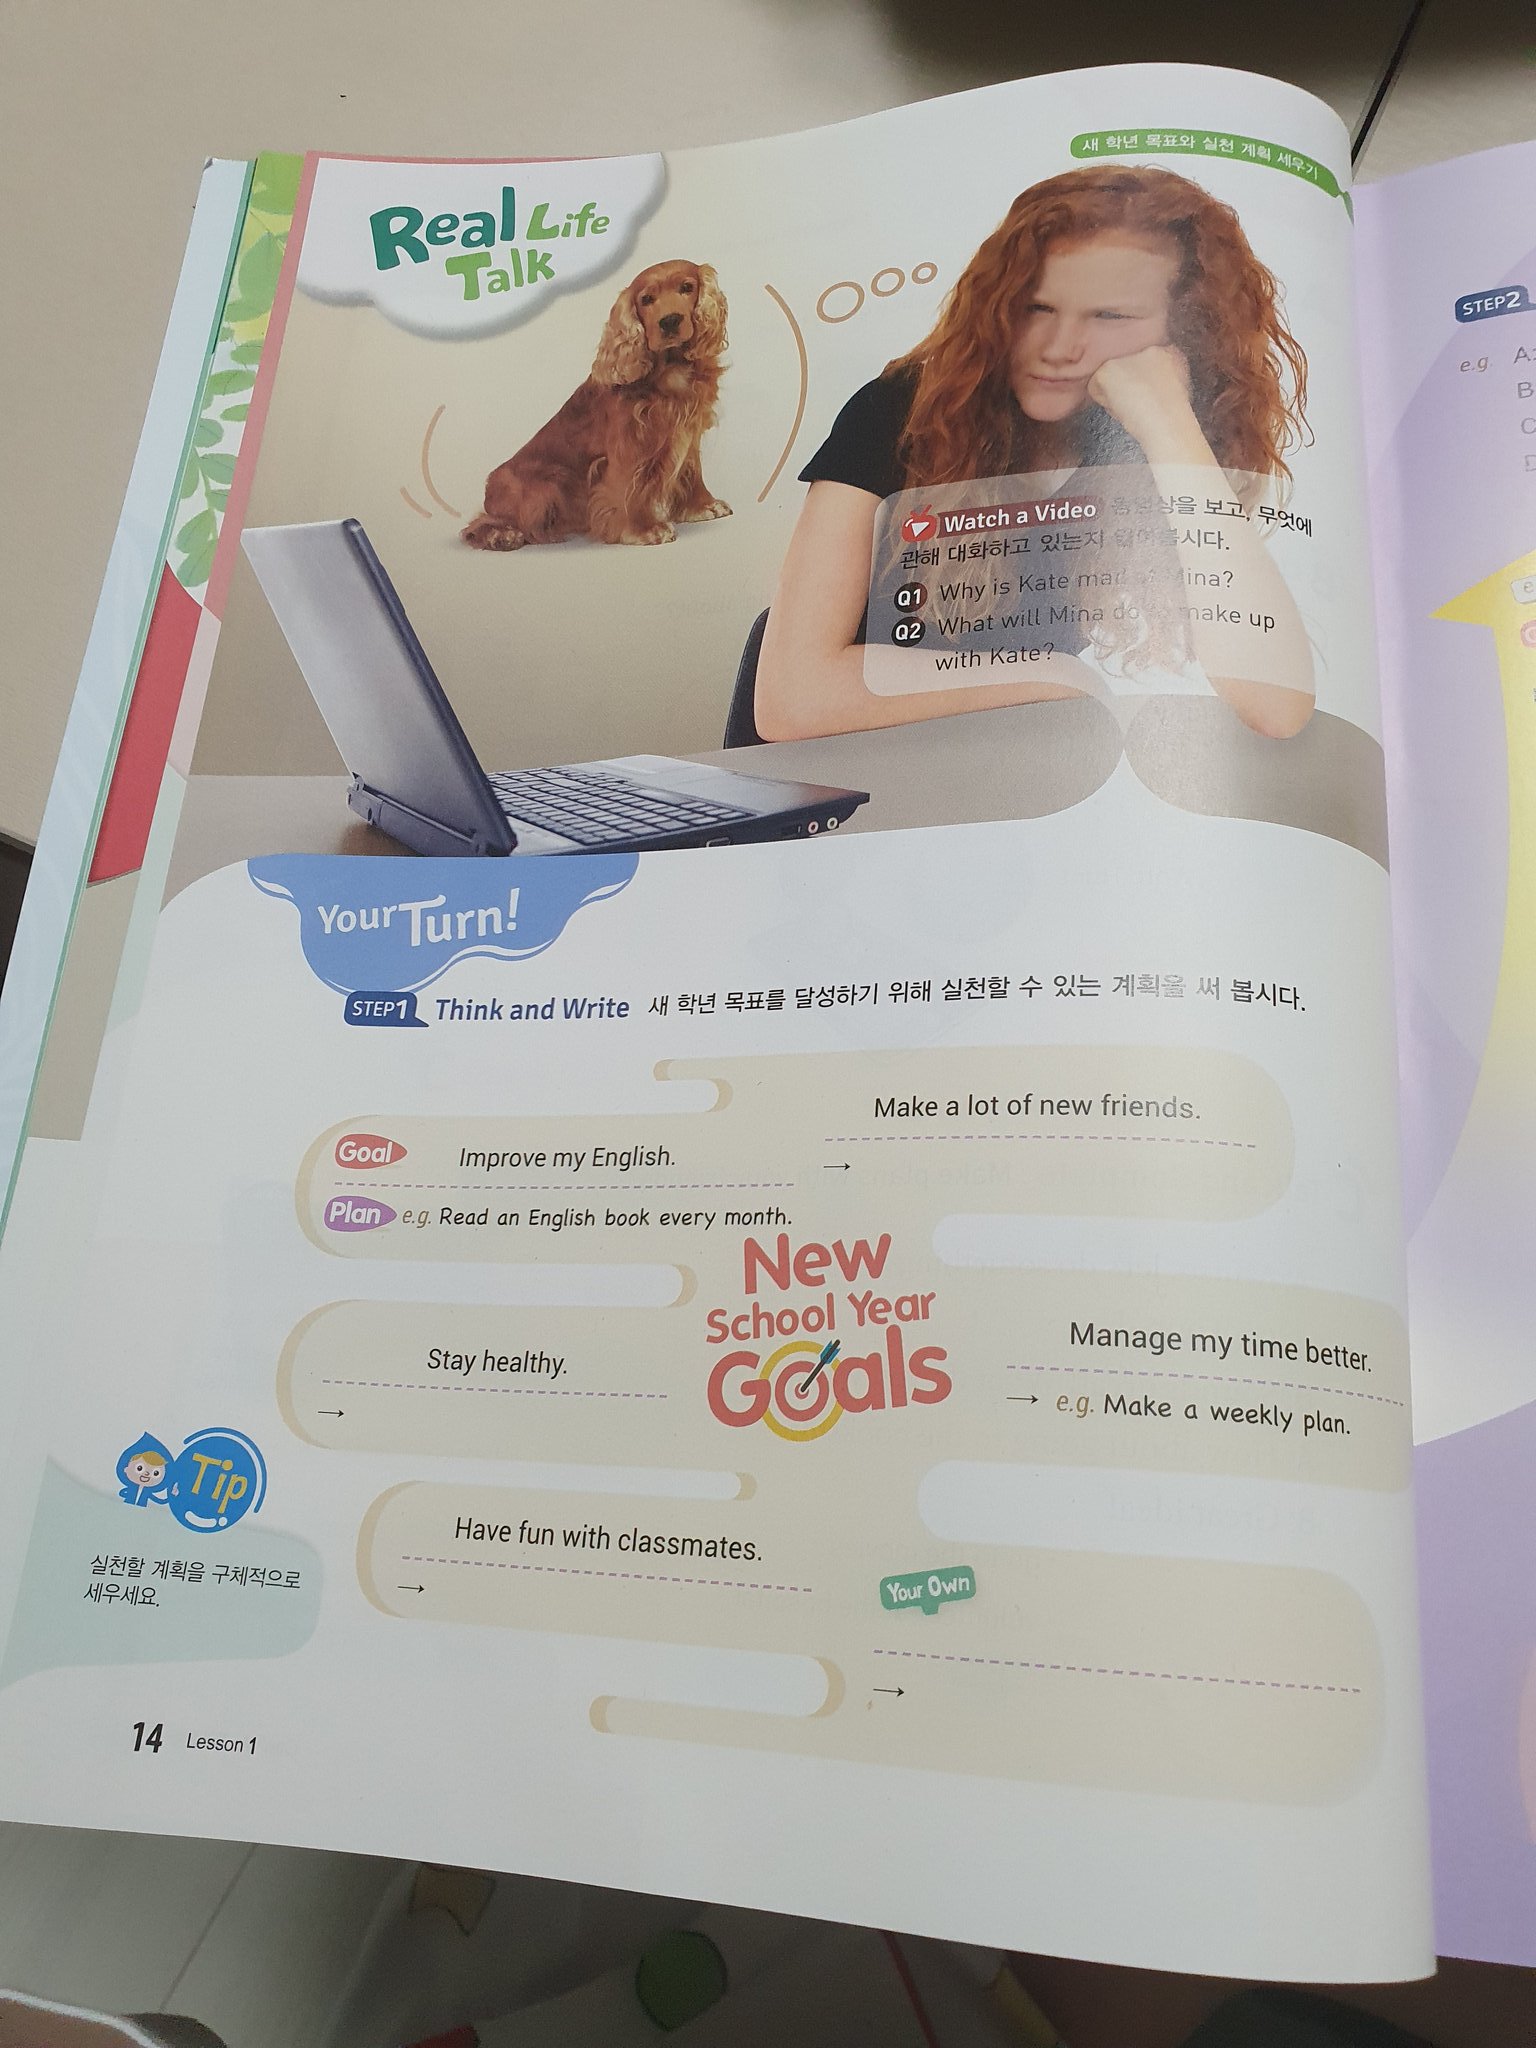 새 학년 목표와 실천 계획 세우기
Real Life
Talk
Watch a Video 동영상을 보고, 무엇에
관해 대화하고 있는지 시다.
Q1 Why is Kate mad at Mina?
Q2 What will Mina do to make up
with Kate?
Your Turn!
STEP1 Think and Write 새 학년 목표를 달성하기 위해 실천할 수 있는 계획을 써 봅시다.
Make a lot of new friends.
→
Goal Improve my English.
Plan e.g. Read an English book every month.
New
School Year
Goals
Stay healthy.
→
Manage my time better.
→ e.g. Make a weekly plan.
Tip
실천할 계획을 구체적으로
세우세요.
Have fun with classmates.
→
Your Own
→
14 Lesson 1
STEP2
e.g. A:
B
C
D